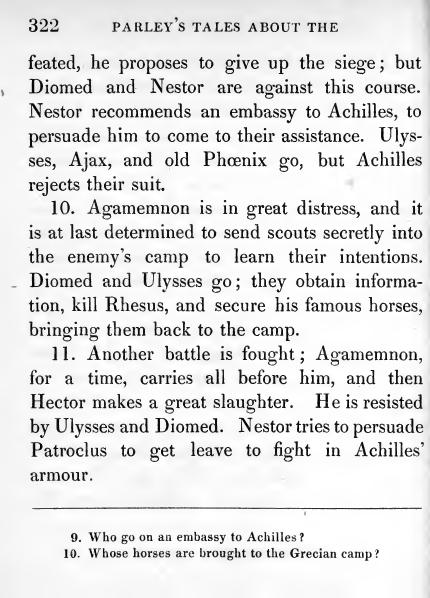 322 PARLEY'S TALES ABOUT THE
feated, he proposes to give up the siege; but
Diomed and Nestor are against this course.
Nestor recommends an embassy to Achilles, to
persuade him to come to their assistance. Ulys-
ses, Ajax, and old Phœnix go, but Achilles
rejects their suit.
10. Agamemnon is in great distress, and it
is at last determined to send scouts secretly into
the enemy's camp to learn their intentions.
Diomed and Ulysses go; they obtain informa-
tion, kill Rhesus, and secure his famous horses,
bringing them back to the camp.
11. Another battle is fought; Agamemnon,
for a time, carries all before him, and then
Hector makes a great slaughter. He is resisted
by Ulysses and Diomed. Nestor tries to persuade
Patroclus to get leave to fight in Achilles'
armour.
9. Who go on an embassy to Achilles?
10. Whose horses are brought to the Grecian camp?